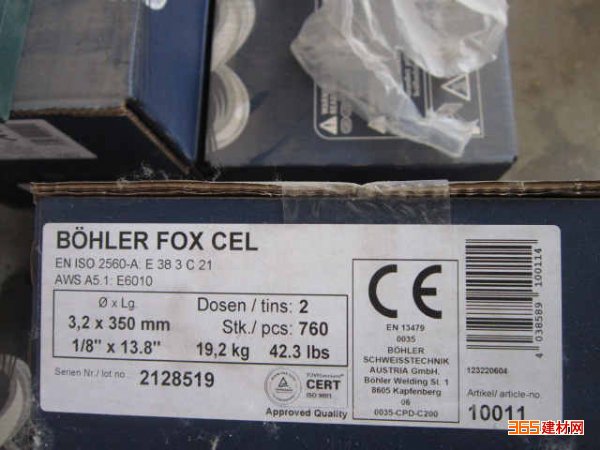 BÖHLER FOX CEL
EN ISO 2560-A: E 38 3 C 21
AWS A5.1: E6010
Ø x Lg.
3,2 x 350 mm
1/8" x 13.8"
Dosen / tins: 2
Stk./ pcs: 760
19,2 kg 42.3 lbs
Serien Nr./ lot no 2128519
CERT
ISO 9001
Approved Quality
CE
EN 13479
0035
BÖHLER
SCHWEISSTECHNIK
AUSTRIA GmbH.
Böhler Welding St. 1
8605 Kapfenberg
06
0035-CPD-C200
4 038589 100114
123220604
Artikel/ article-no.
10011
365建材网